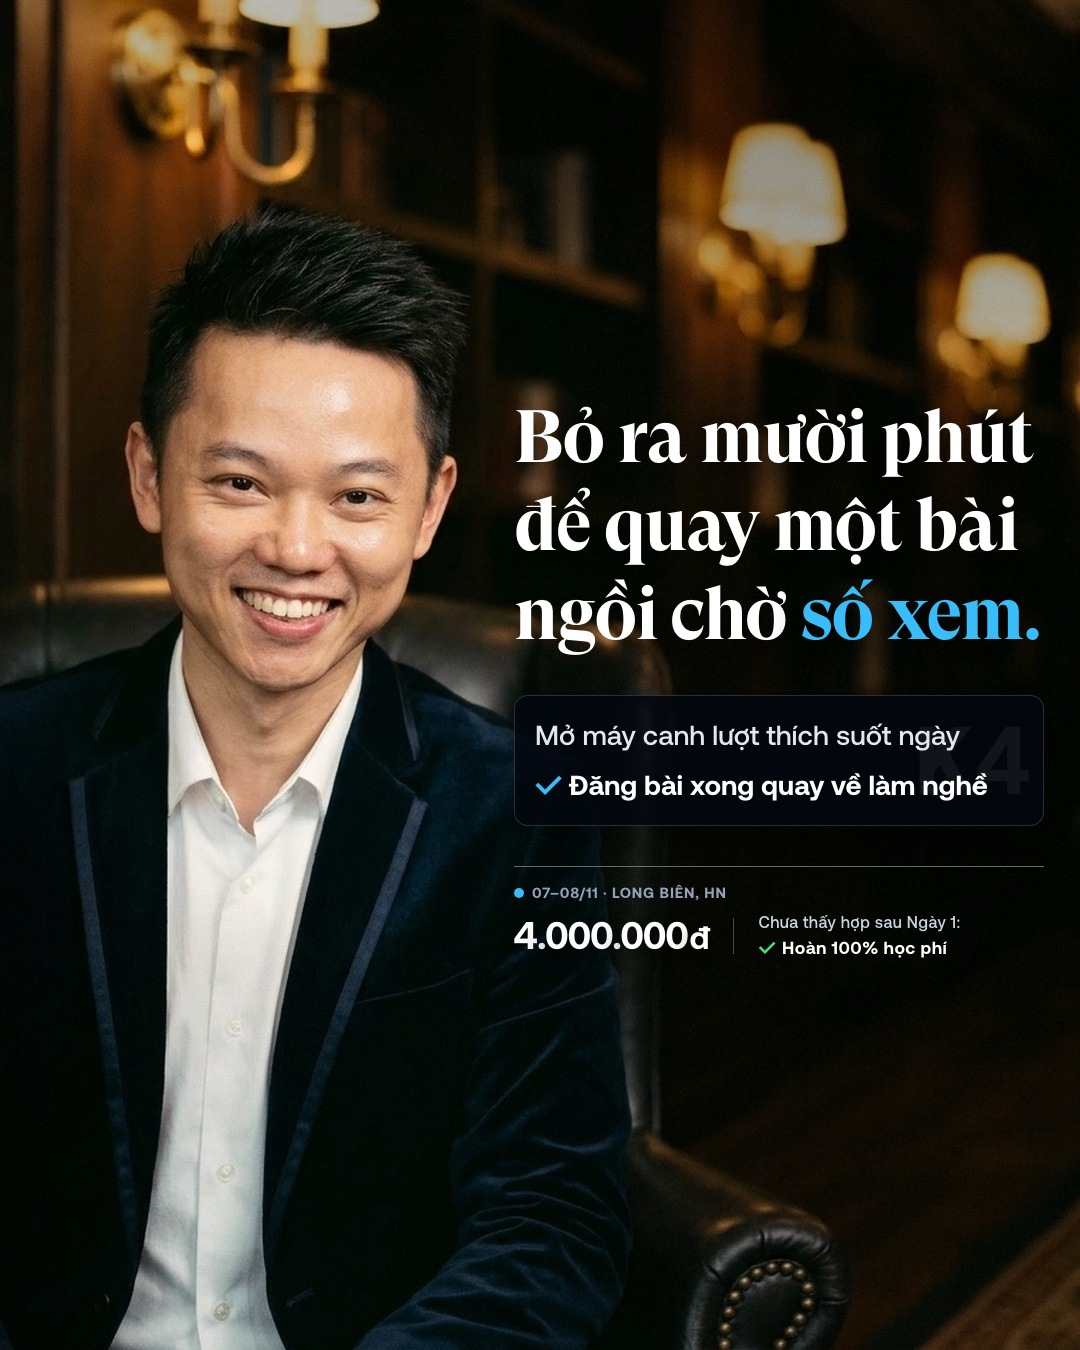 Bỏ ra mười phút
để quay một bài
ngồi chờ số xem.
K4
Mở máy canh lượt thích suốt ngày
Đăng bài xong quay về làm nghề
07–08/11 · LONG BIÊN, HN
4.000.000đ
Chưa thấy hợp sau Ngày 1:
Hoàn 100% học phí